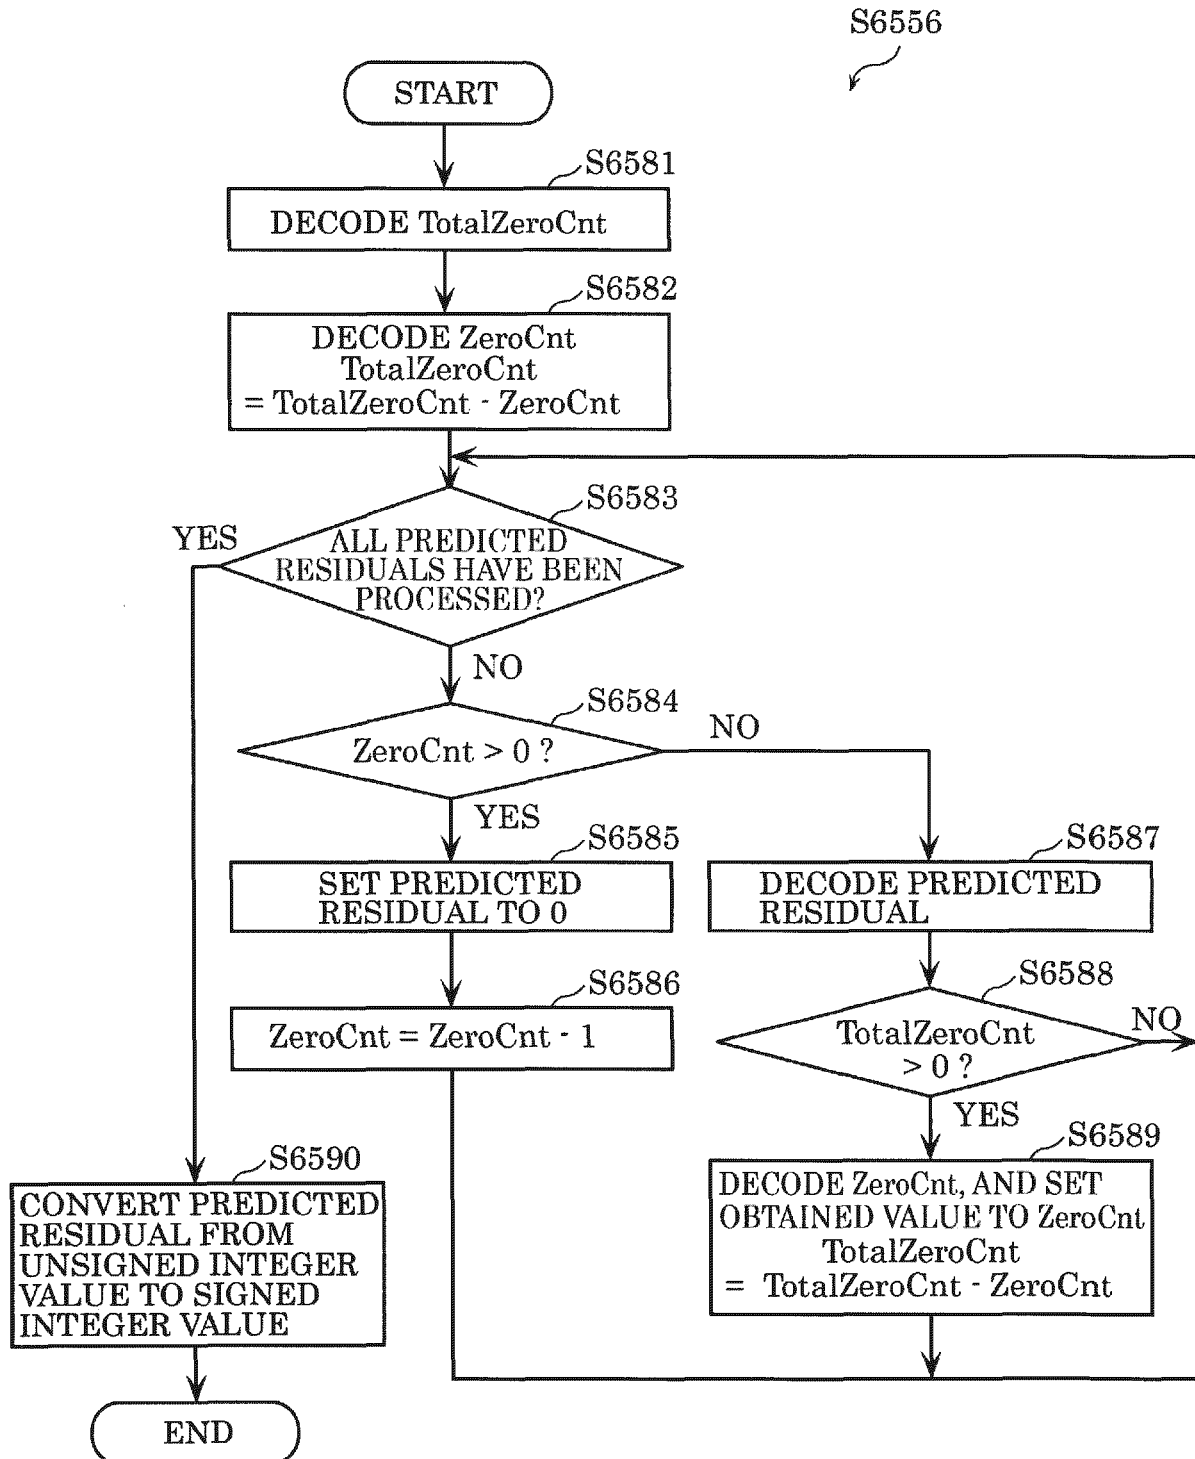 S6556
START
S6581
DECODE TotalZeroCnt
S6582
DECODE ZeroCnt
TotalZeroCnt
= TotalZeroCnt - ZeroCnt
S6583
YES
ALL PREDICTED
RESIDUALS HAVE BEEN
PROCESSED?
NO
S6584
NO
ZeroCnt > 0 ?
YES
S6585
SET PREDICTED
RESIDUAL TO 0
S6587
DECODE PREDICTED
RESIDUAL
S6586
ZeroCnt = ZeroCnt - 1
S6588
TotalZeroCnt
> 0 ?
NO
YES
S6589
DECODE ZeroCnt, AND SET
OBTAINED VALUE TO ZeroCnt
TotalZeroCnt
= TotalZeroCnt - ZeroCnt
S6590
CONVERT PREDICTED
RESIDUAL FROM
UNSIGNED INTEGER
VALUE TO SIGNED
INTEGER VALUE
END